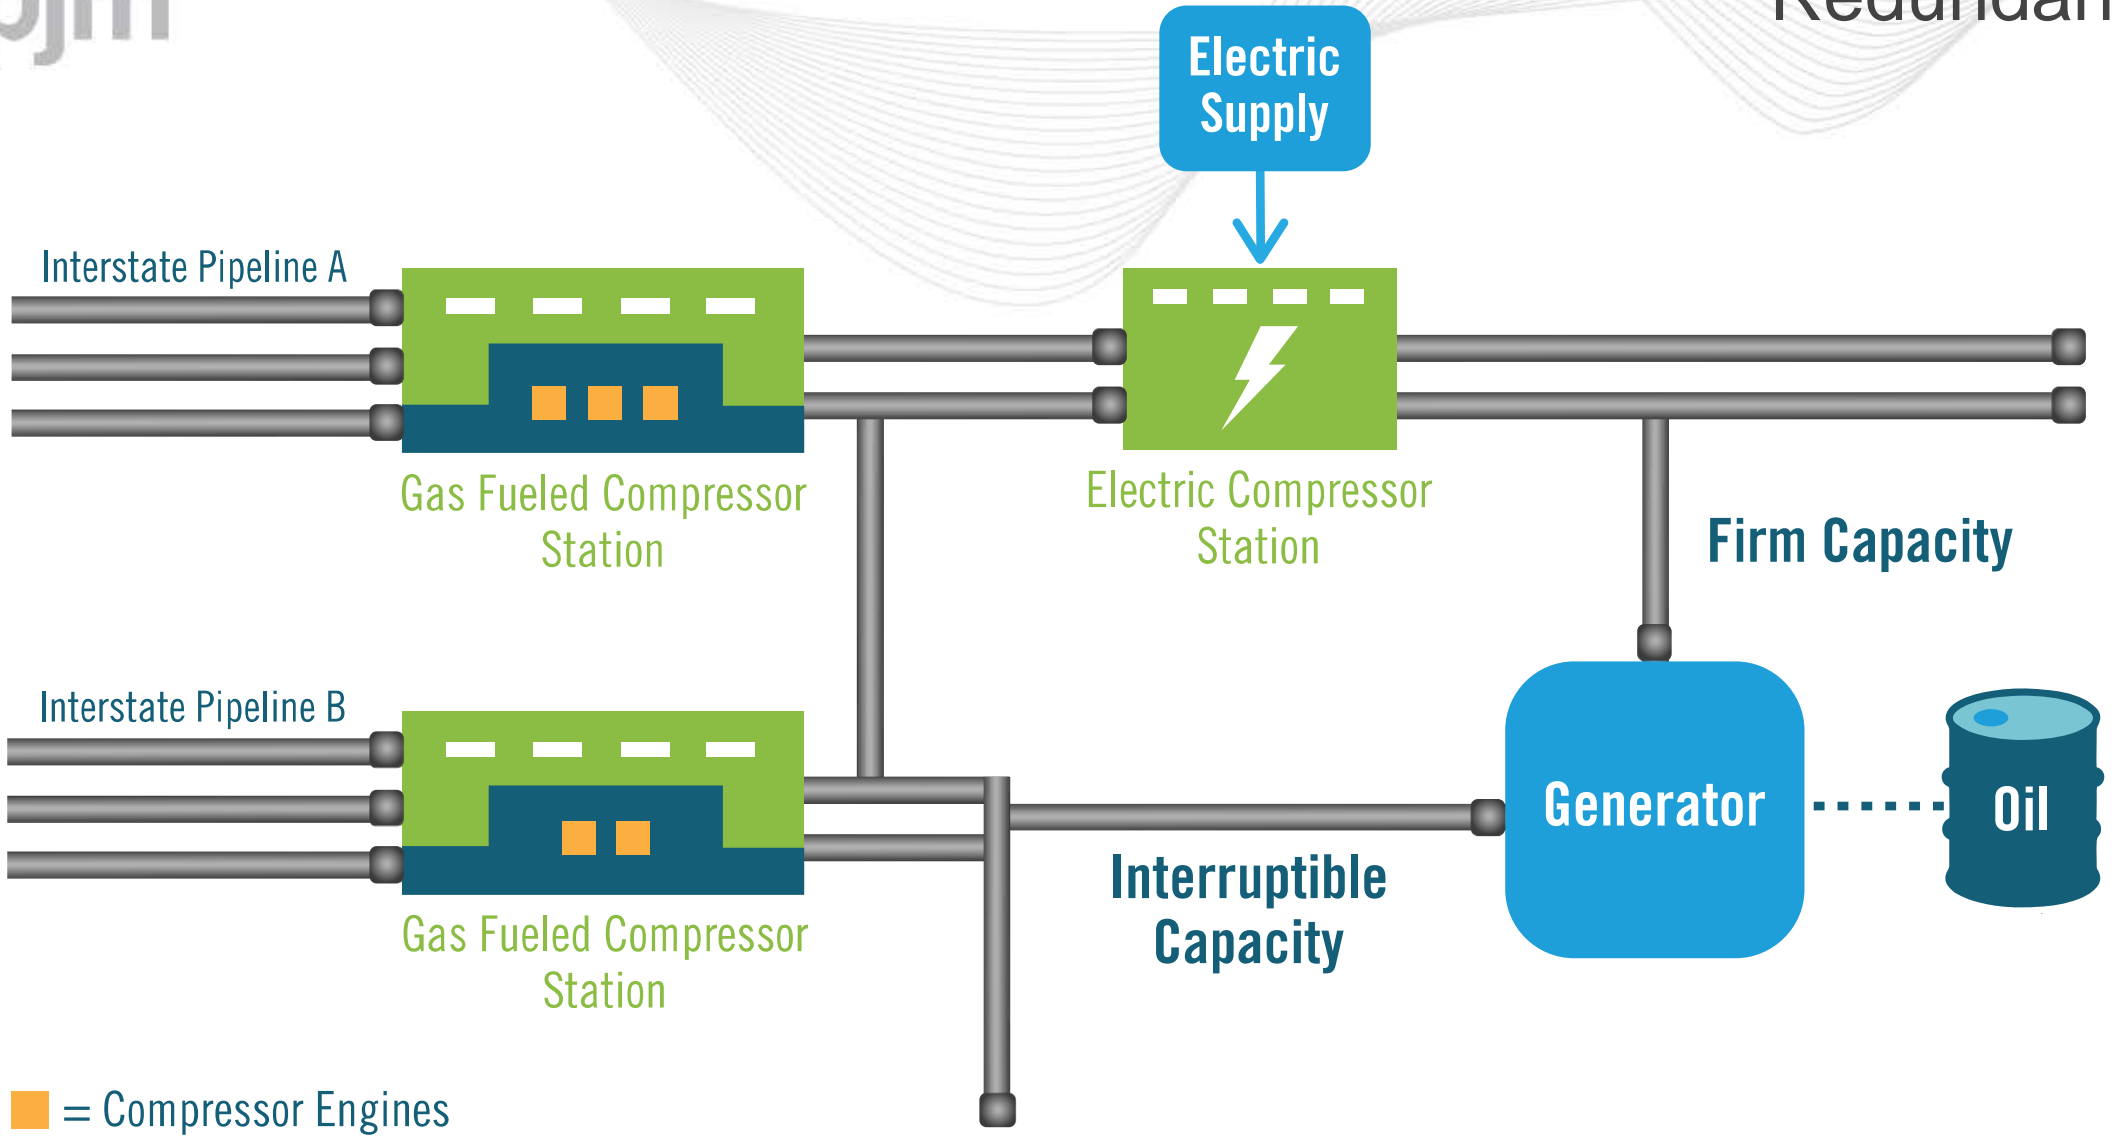 Electric
Supply
Interstate Pipeline A
Gas Fueled Compressor
Station
Electric Compressor
Station
Firm Capacity
Interstate Pipeline B
Generator
Oil
Interruptible
Capacity
Gas Fueled Compressor
Station
= Compressor Engines